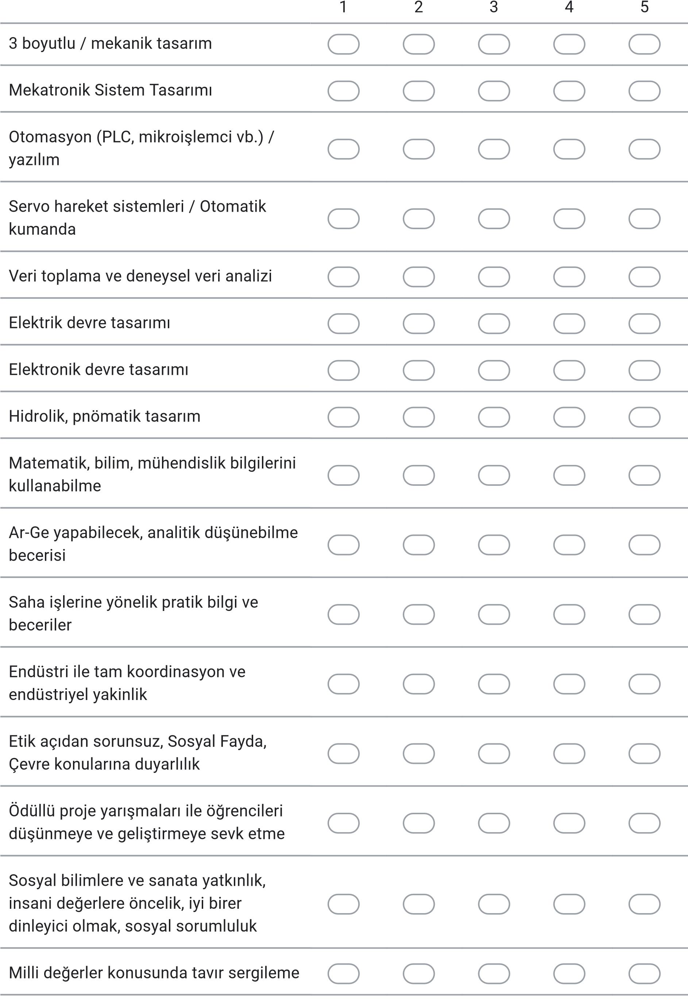 1 2 3 4 5
3 boyutlu / mekanik tasarım
Mekatronik Sistem Tasarımı
Otomasyon (PLC, mikroişlemci vb.) /
yazılım
Servo hareket sistemleri / Otomatik
kumanda
Veri toplama ve deneysel veri analizi
Elektrik devre tasarımı
Elektronik devre tasarımı
Hidrolik, pnömatik tasarım
Matematik, bilim, mühendislik bilgilerini
kullanabilme
Ar-Ge yapabilecek, analitik düşünebilme
becerisi
Saha işlerine yönelik pratik bilgi ve
beceriler
Endüstri ile tam koordinasyon ve
endüstriyel yakinlik
Etik açıdan sorunsuz, Sosyal Fayda,
Çevre konularına duyarlılık
Ödüllü proje yarışmaları ile öğrencileri
düşünmeye ve geliştirmeye sevk etme
Sosyal bilimlere ve sanata yatkınlık,
insani değerlere öncelik, iyi birer
dinleyici olmak, sosyal sorumluluk
Milli değerler konusunda tavır sergileme